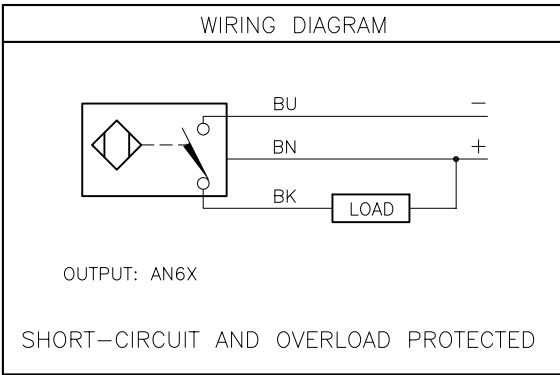 WIRING DIAGRAM
BU −
BN +
BK LOAD
OUTPUT: AN6X
SHORT−CIRCUIT AND OVERLOAD PROTECTED